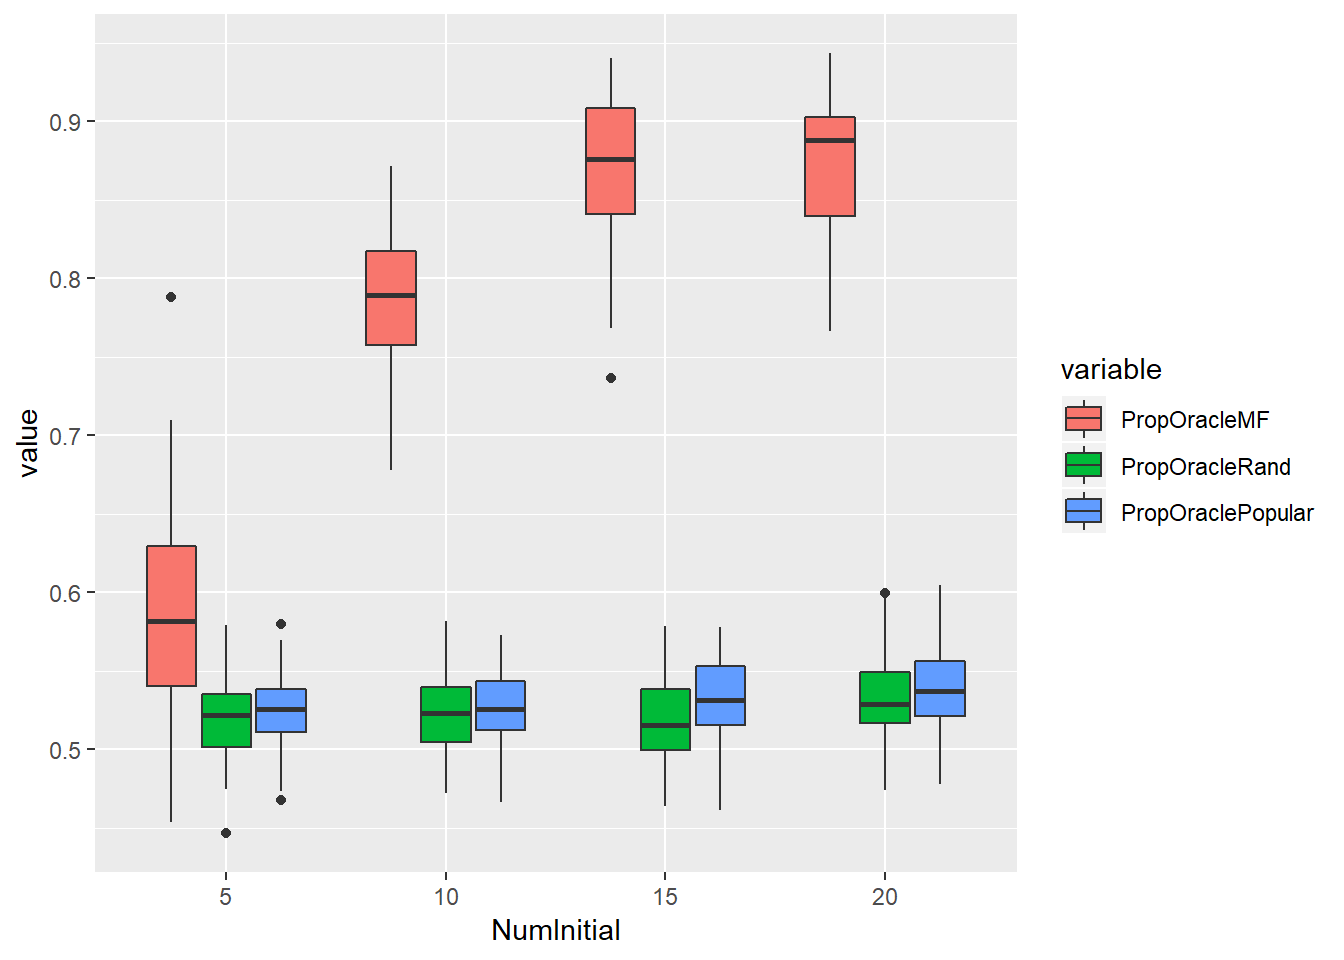 0.9
0.8
0.7
0.6
0.5
value
5 10 15 20
NumInitial
variable
PropOracleMF
PropOracleRand
PropOraclePopular